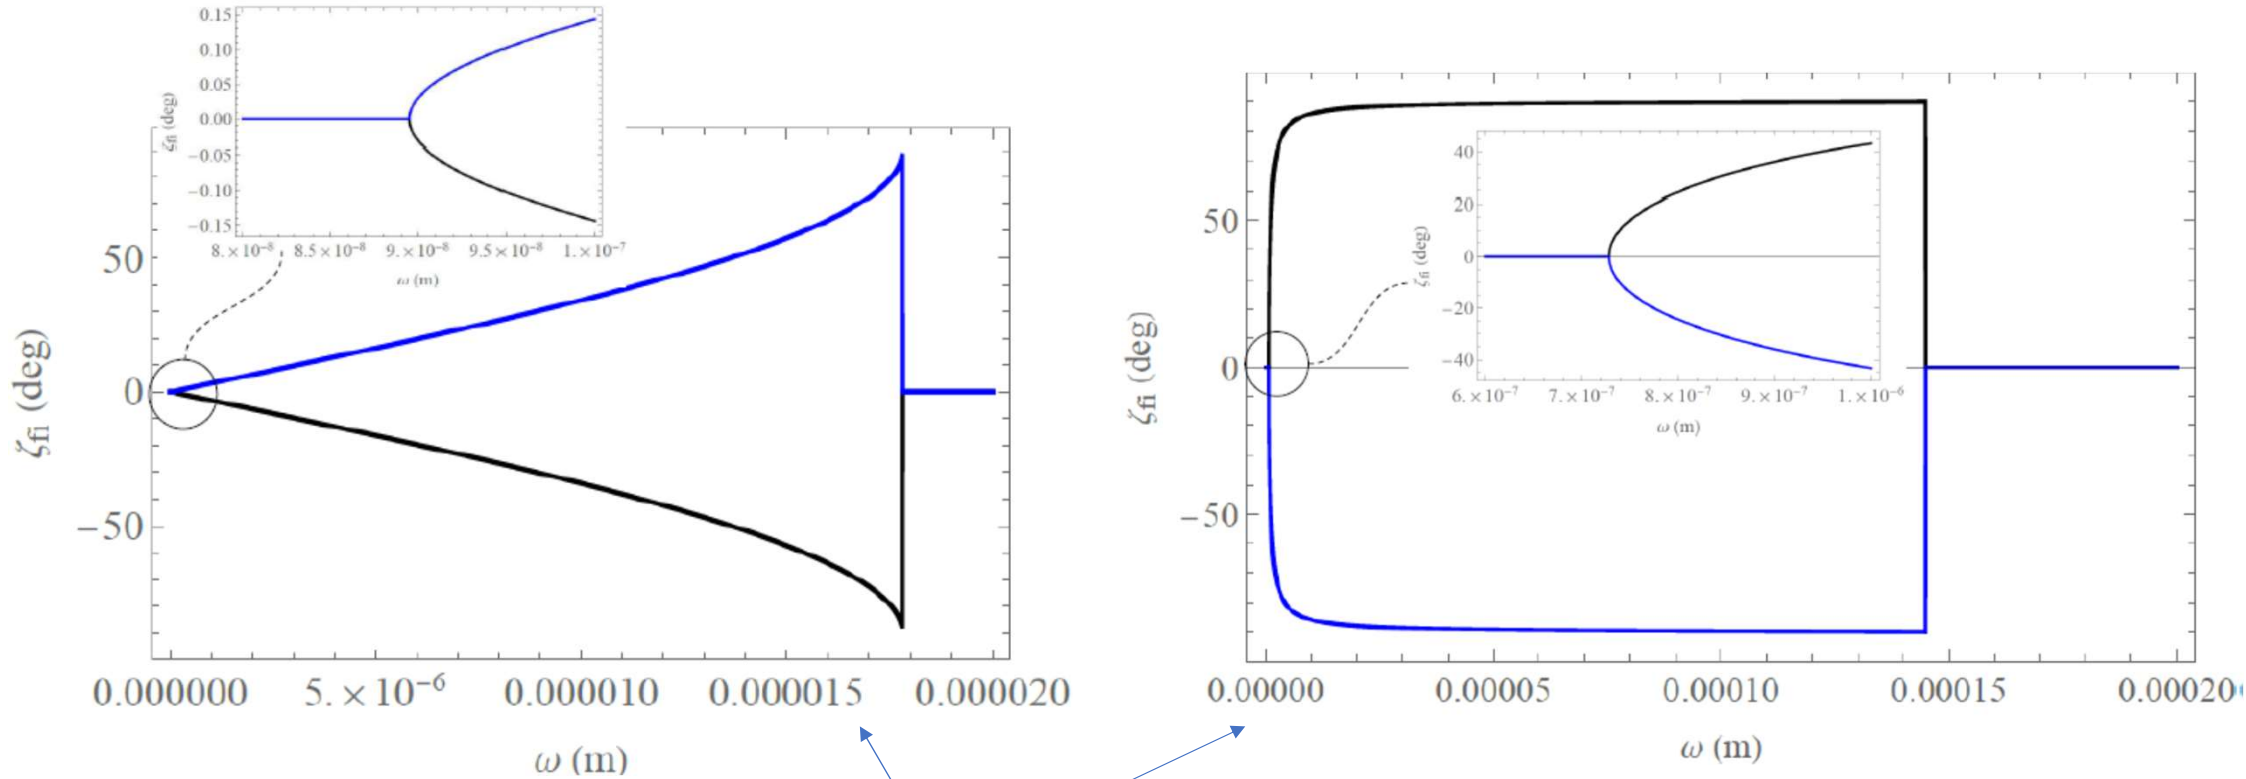 0.15
0.10
0.05
0.00
−0.05
−0.10
−0.15
ζfi (deg)
8.×10⁻⁸ 8.5×10⁻⁸ 9.×10⁻⁸ 9.5×10⁻⁸ 1.×10⁻⁷
ω (m)
50
0
−50
ζfi (deg)
0.000000 5.×10⁻⁶ 0.000010 0.000015 0.000020
ω (m)
50
0
−50
ζfi (deg)
40
20
0
−20
−40
ζfi (deg)
6.×10⁻⁷ 7.×10⁻⁷ 8.×10⁻⁷ 9.×10⁻⁷ 1.×10⁻⁶
ω (m)
0.00000 0.00005 0.00010 0.00015 0.00020
ω (m)